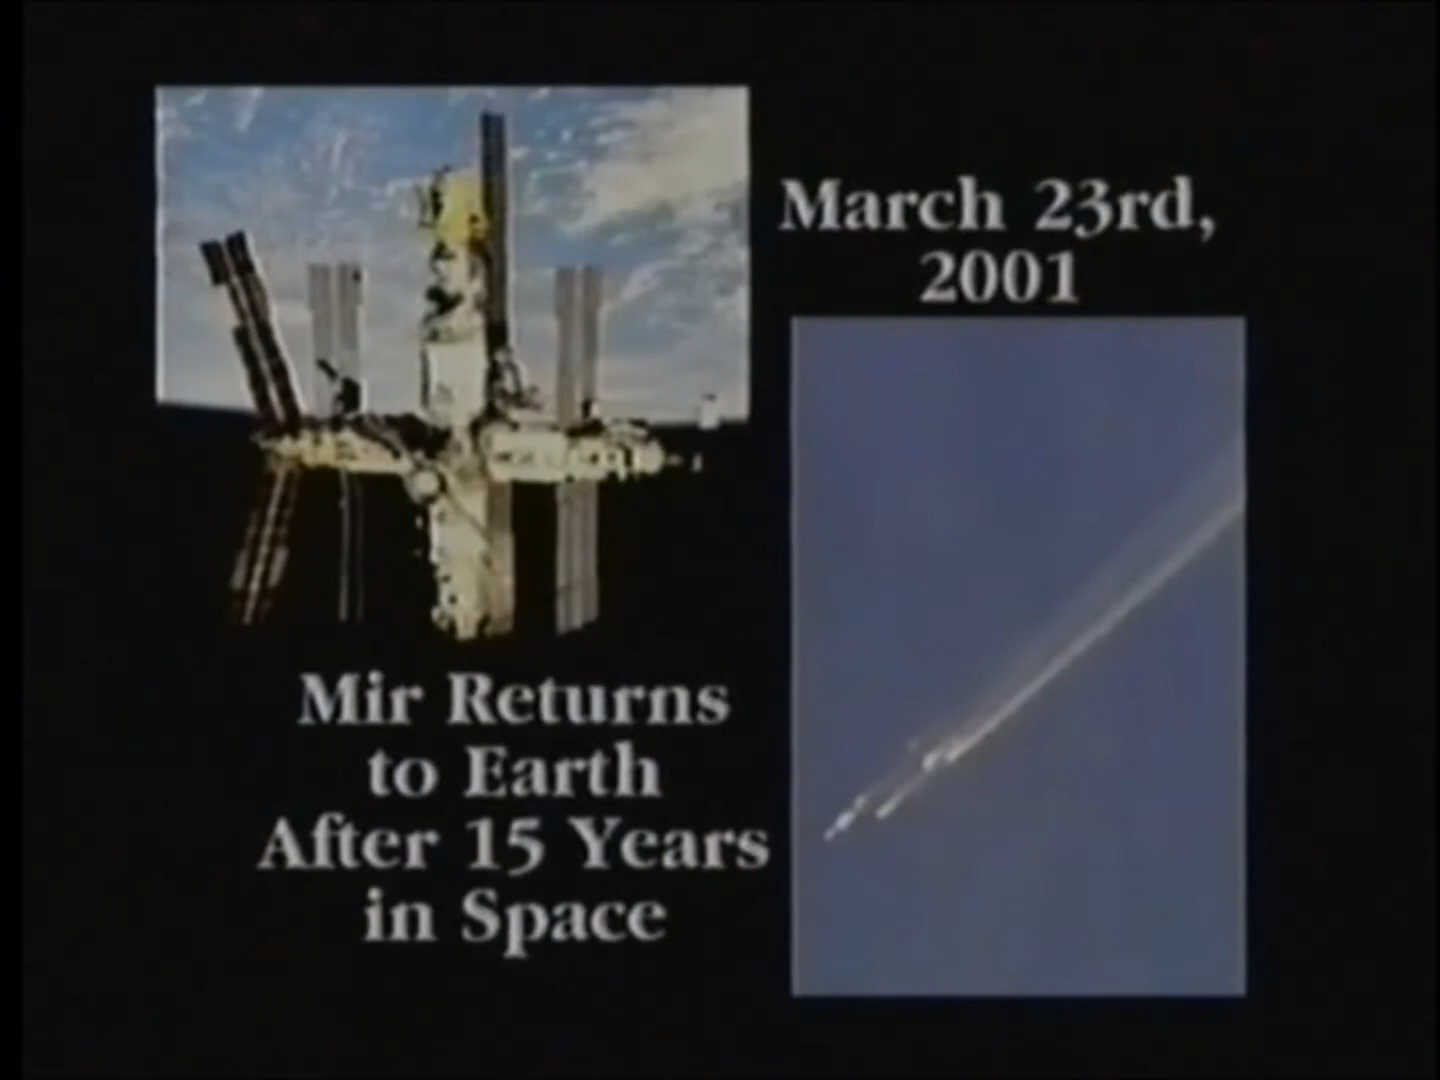 March 23rd,
2001
Mir Returns
to Earth
After 15 Years
in Space